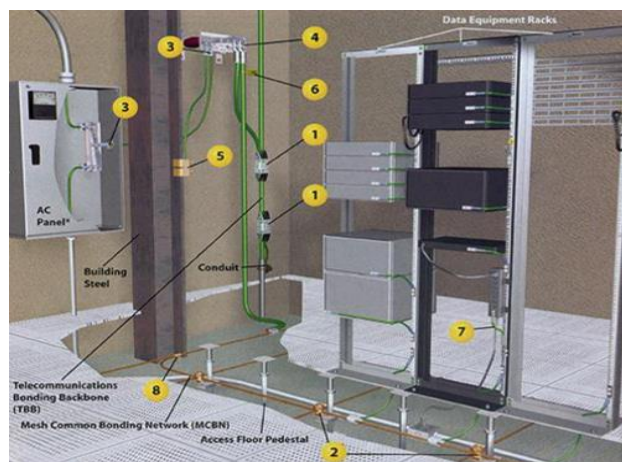 Data Equipment Racks
3
4
6
3
1
5
AC
Panel*
1
Building
Steel
Conduit
7
Telecommunications
Bonding Backbone
(TBB)
8
Mesh Common Bonding Network (MCBN)
Access Floor Pedestal
2